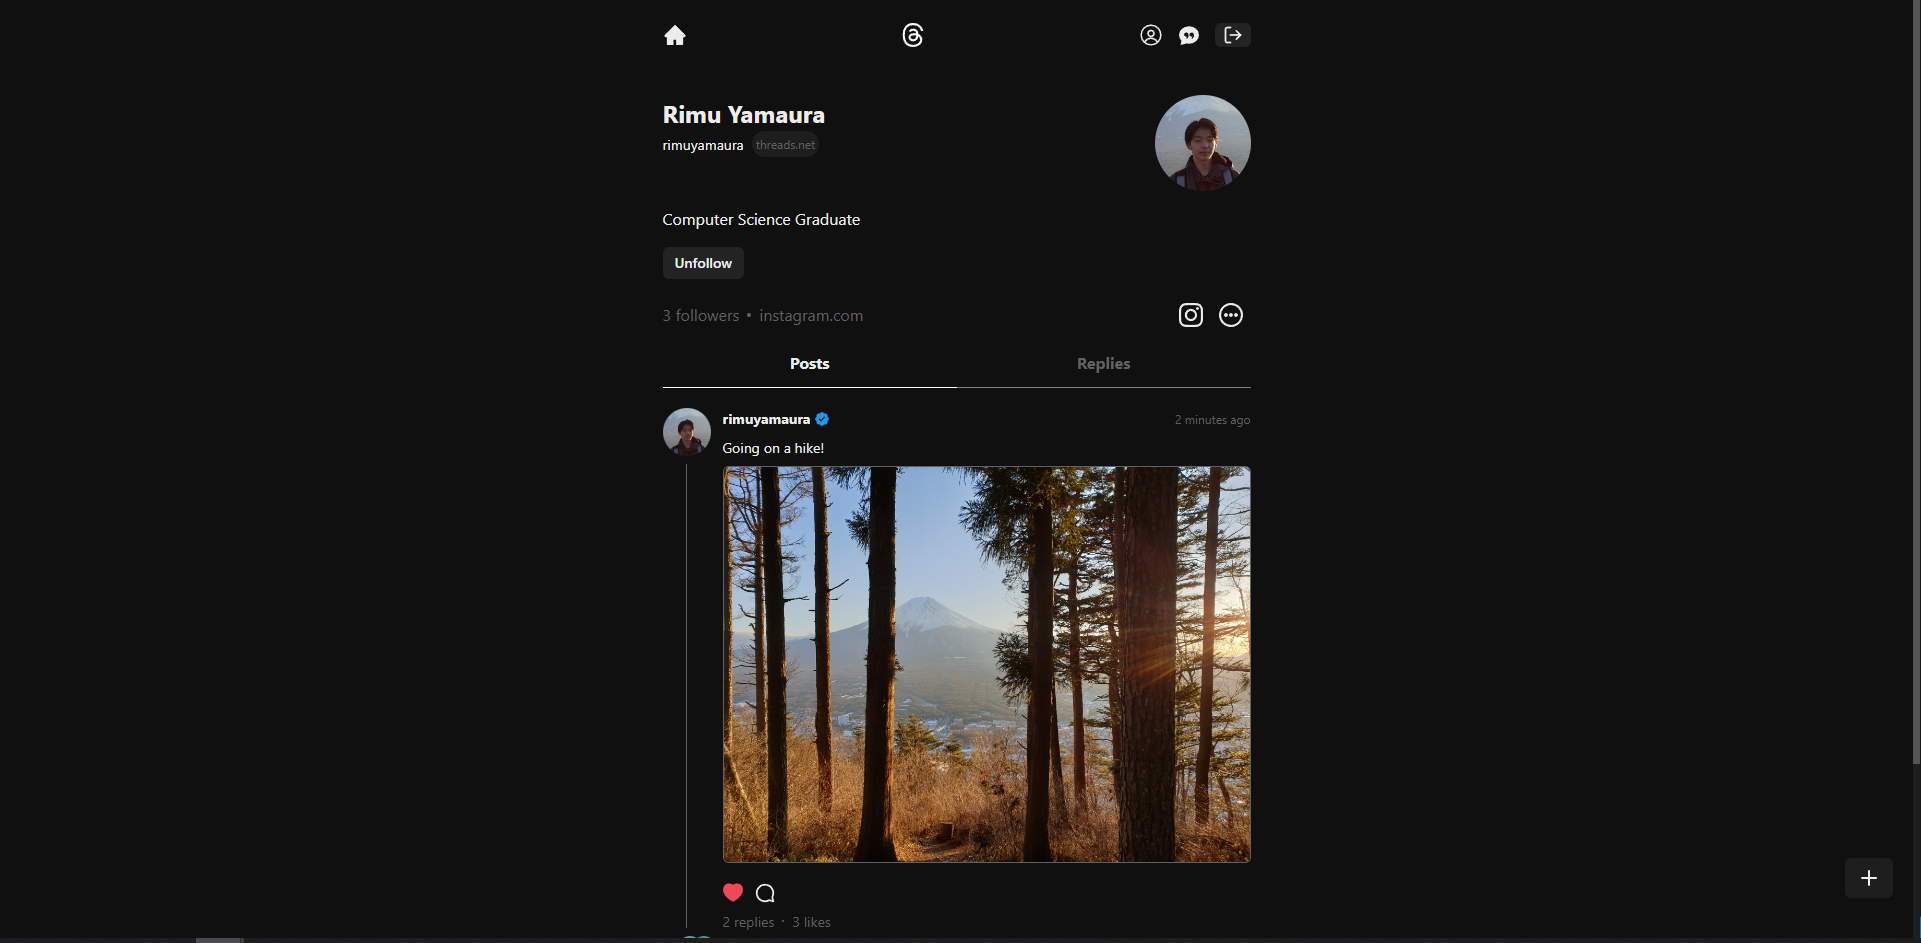 Rimu Yamaura
rimuyamaura threads.net
Computer Science Graduate
Unfollow
3 followers • instagram.com
Posts Replies
rimuyamaura 2 minutes ago
Going on a hike!
2 replies · 3 likes